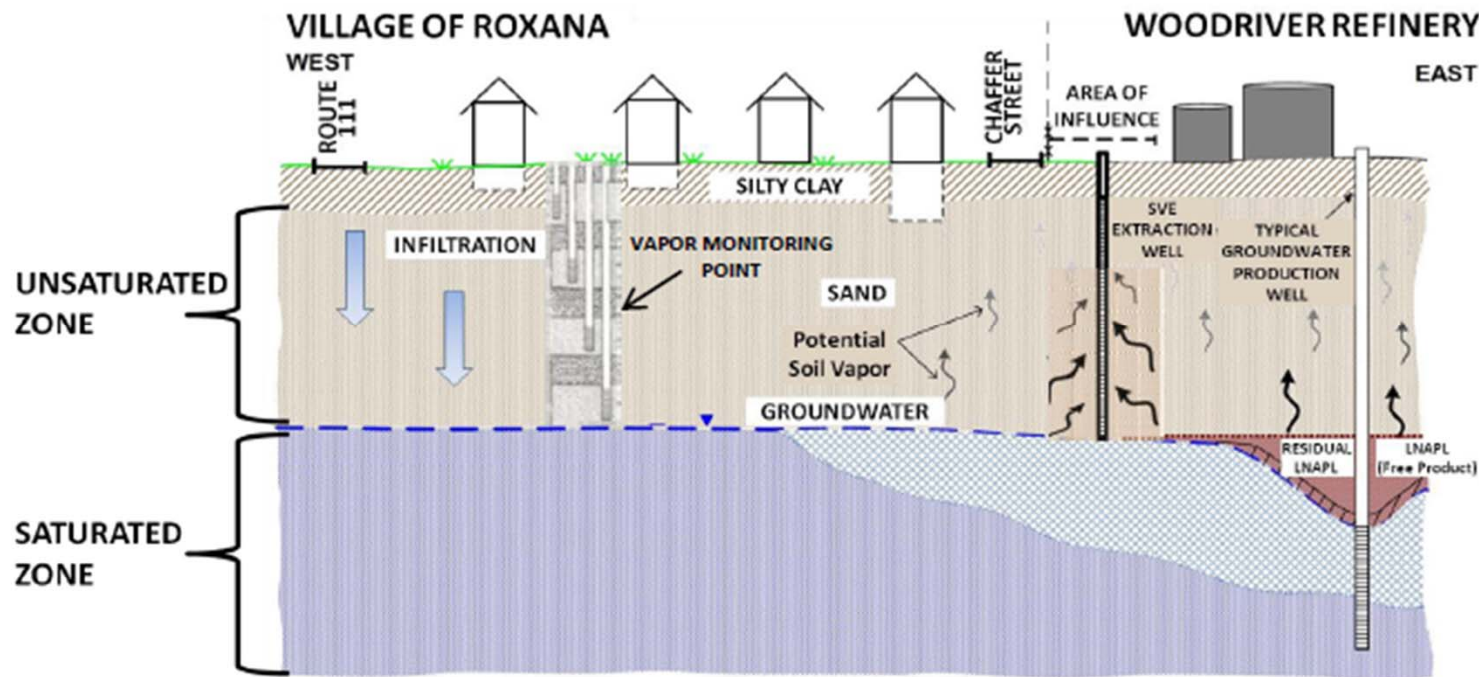 VILLAGE OF ROXANA
WEST
WOODRIVER REFINERY
EAST
ROUTE
111
CHAFFER
STREET
AREA OF
INFLUENCE
SILTY CLAY
UNSATURATED
ZONE
INFILTRATION
VAPOR MONITORING
POINT
SAND
Potential
Soil Vapor
SVE
EXTRACTION
WELL
TYPICAL
GROUNDWATER
PRODUCTION
WELL
GROUNDWATER
RESIDUAL
LNAPL
LNAPL
(Free Product)
SATURATED
ZONE